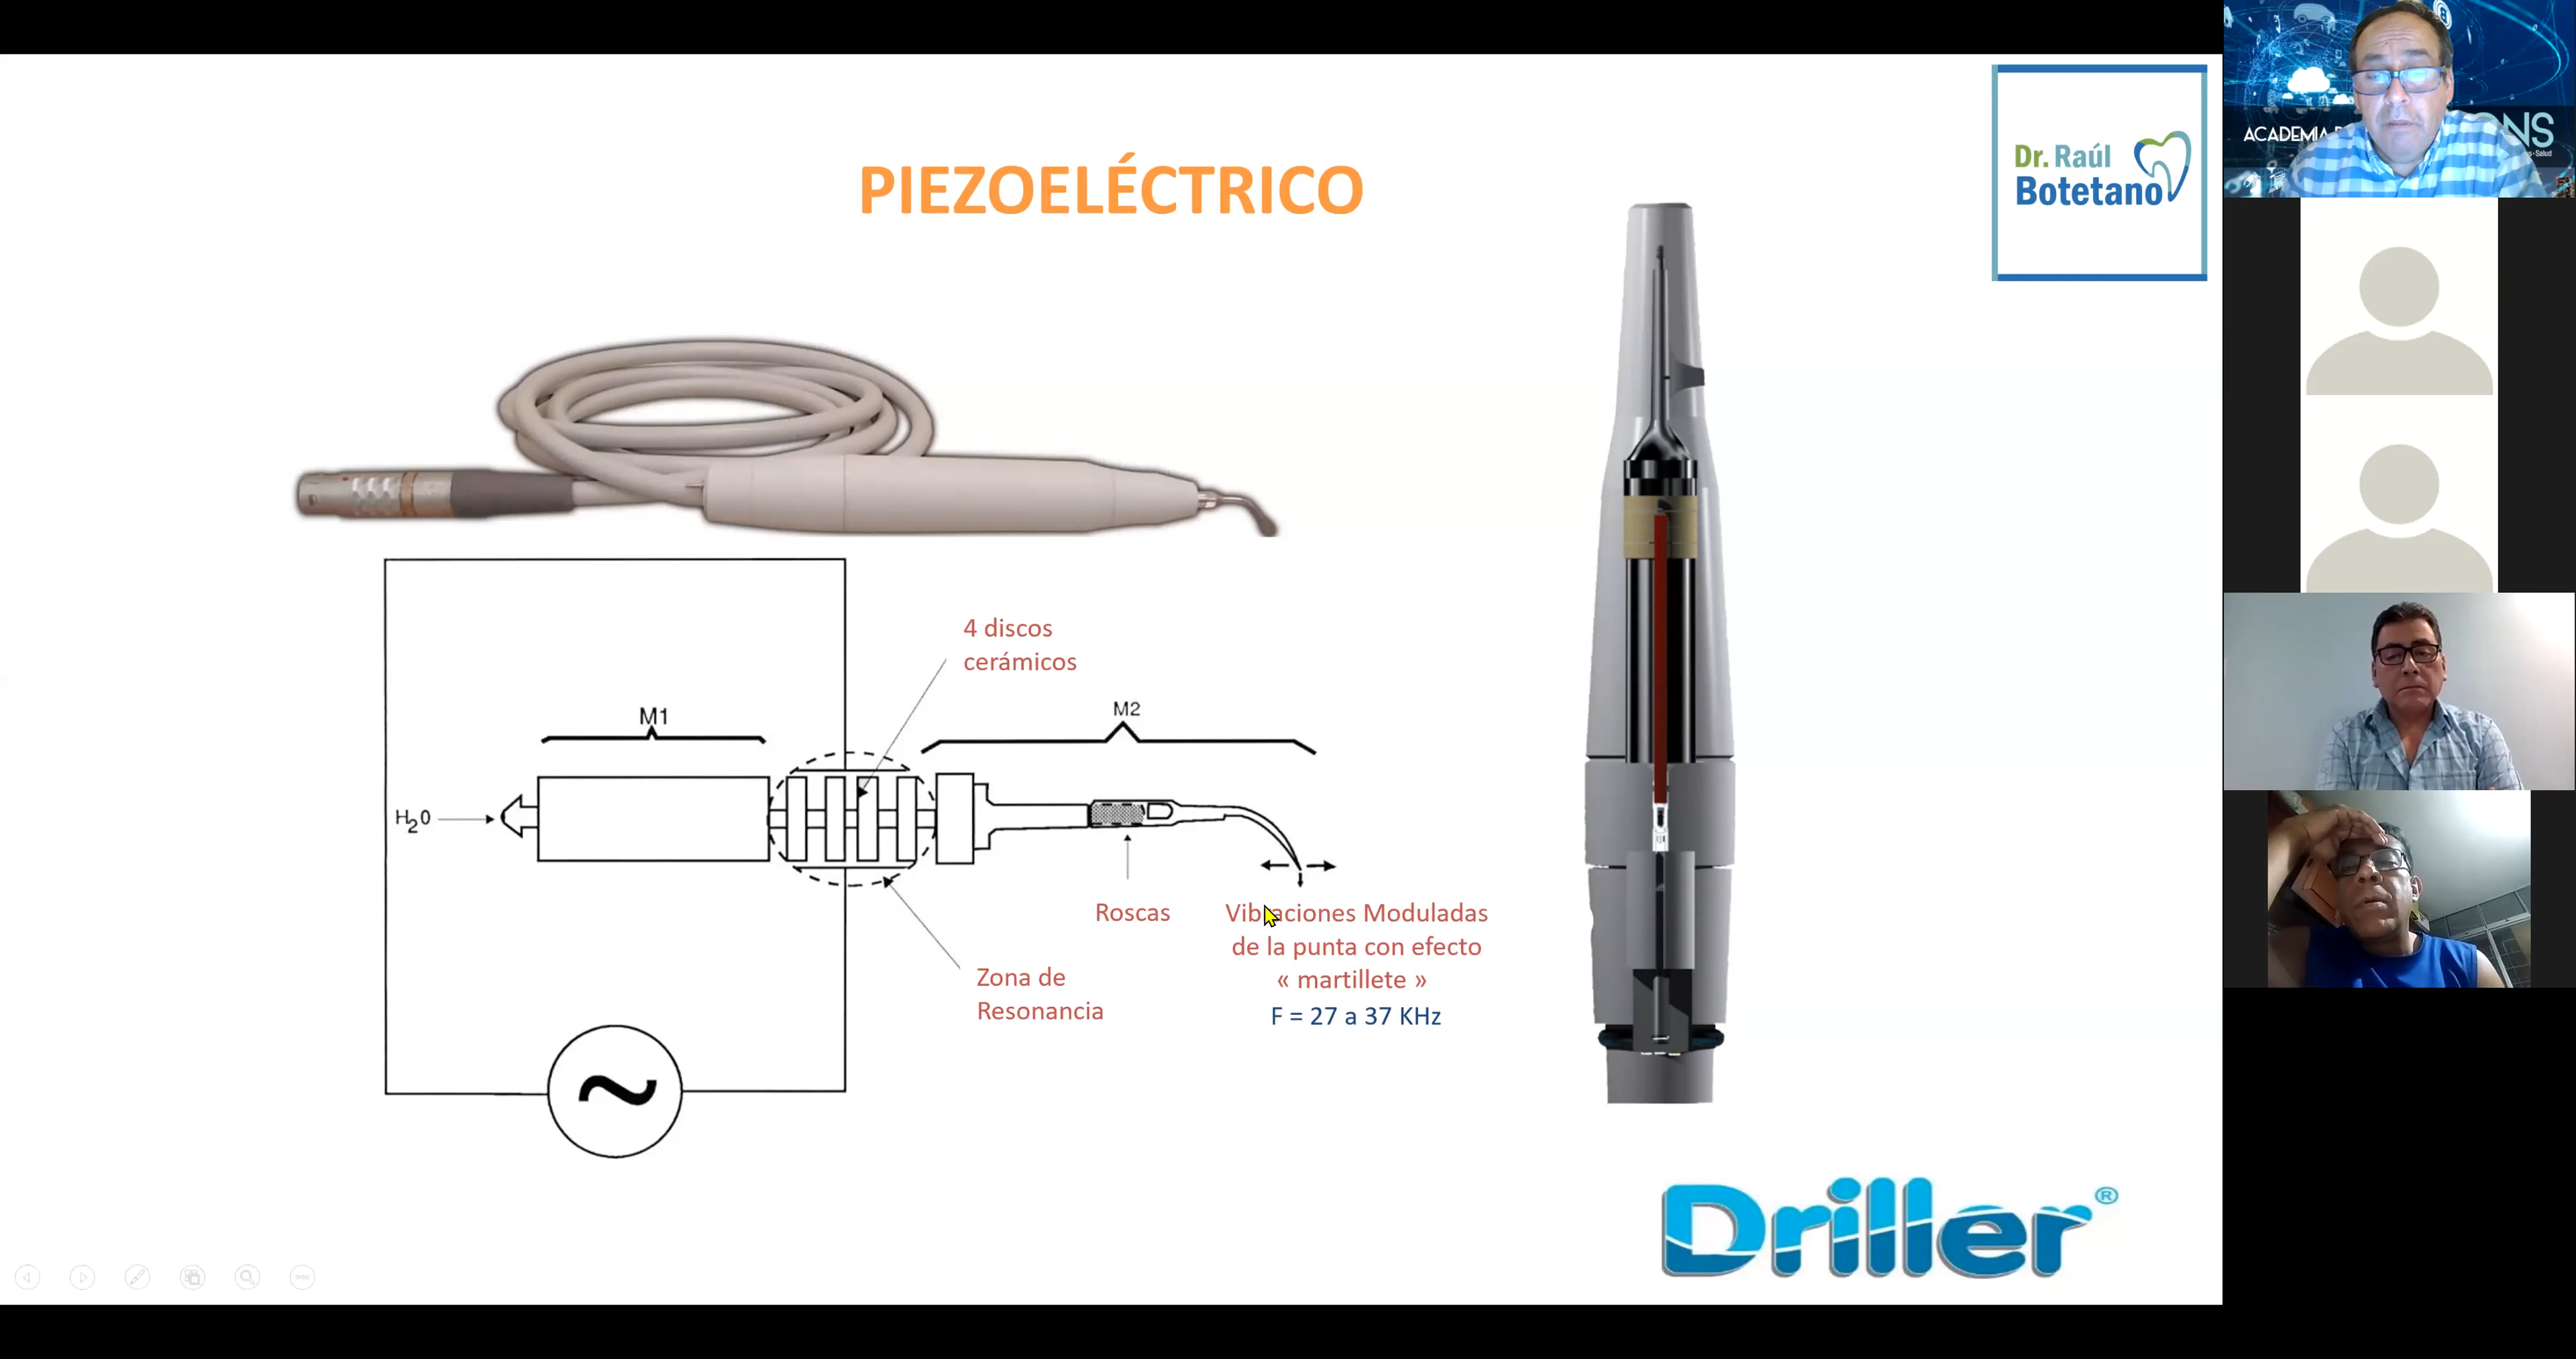 PIEZOELÉCTRICO
Dr. Raúl
Botetano
4 discos
cerámicos
M1
M2
H2O
Roscas
Zona de
Resonancia
Vibraciones Moduladas
de la punta con efecto
« martillete »
F = 27 a 37 KHz
Driller®
ACADEMIA